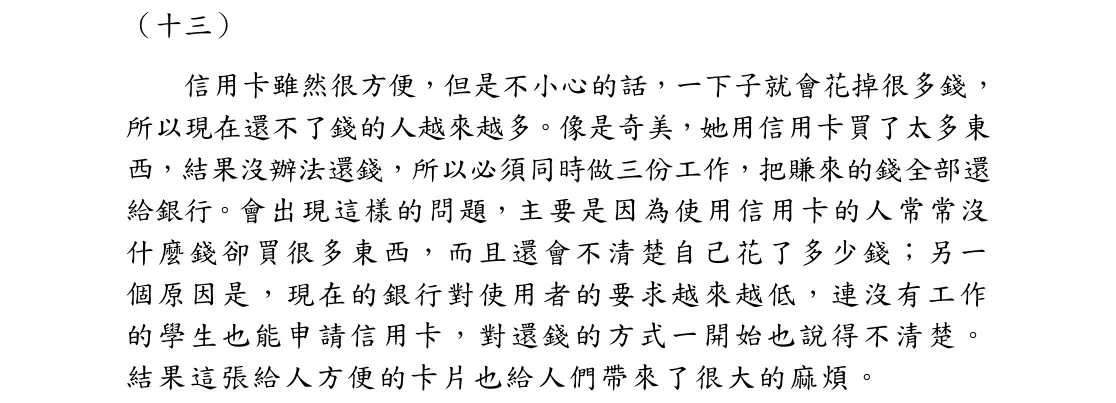 （十三）
信用卡雖然很方便，但是不小心的話，一下子就會花掉很多錢，
所以現在還不了錢的人越來越多。像是奇美，她用信用卡買了太多東
西，結果沒辦法還錢，所以必須同時做三份工作，把賺來的錢全部還
給銀行。會出現這樣的問題，主要是因為使用信用卡的人常常沒
什麼錢卻買很多東西，而且還會不清楚自己花了多少錢；另一
個原因是，現在的銀行對使用者的要求越來越低，連沒有工作
的學生也能申請信用卡，對還錢的方式一開始也說得不清楚。
結果這張給人方便的卡片也給人們帶來了很大的麻煩。